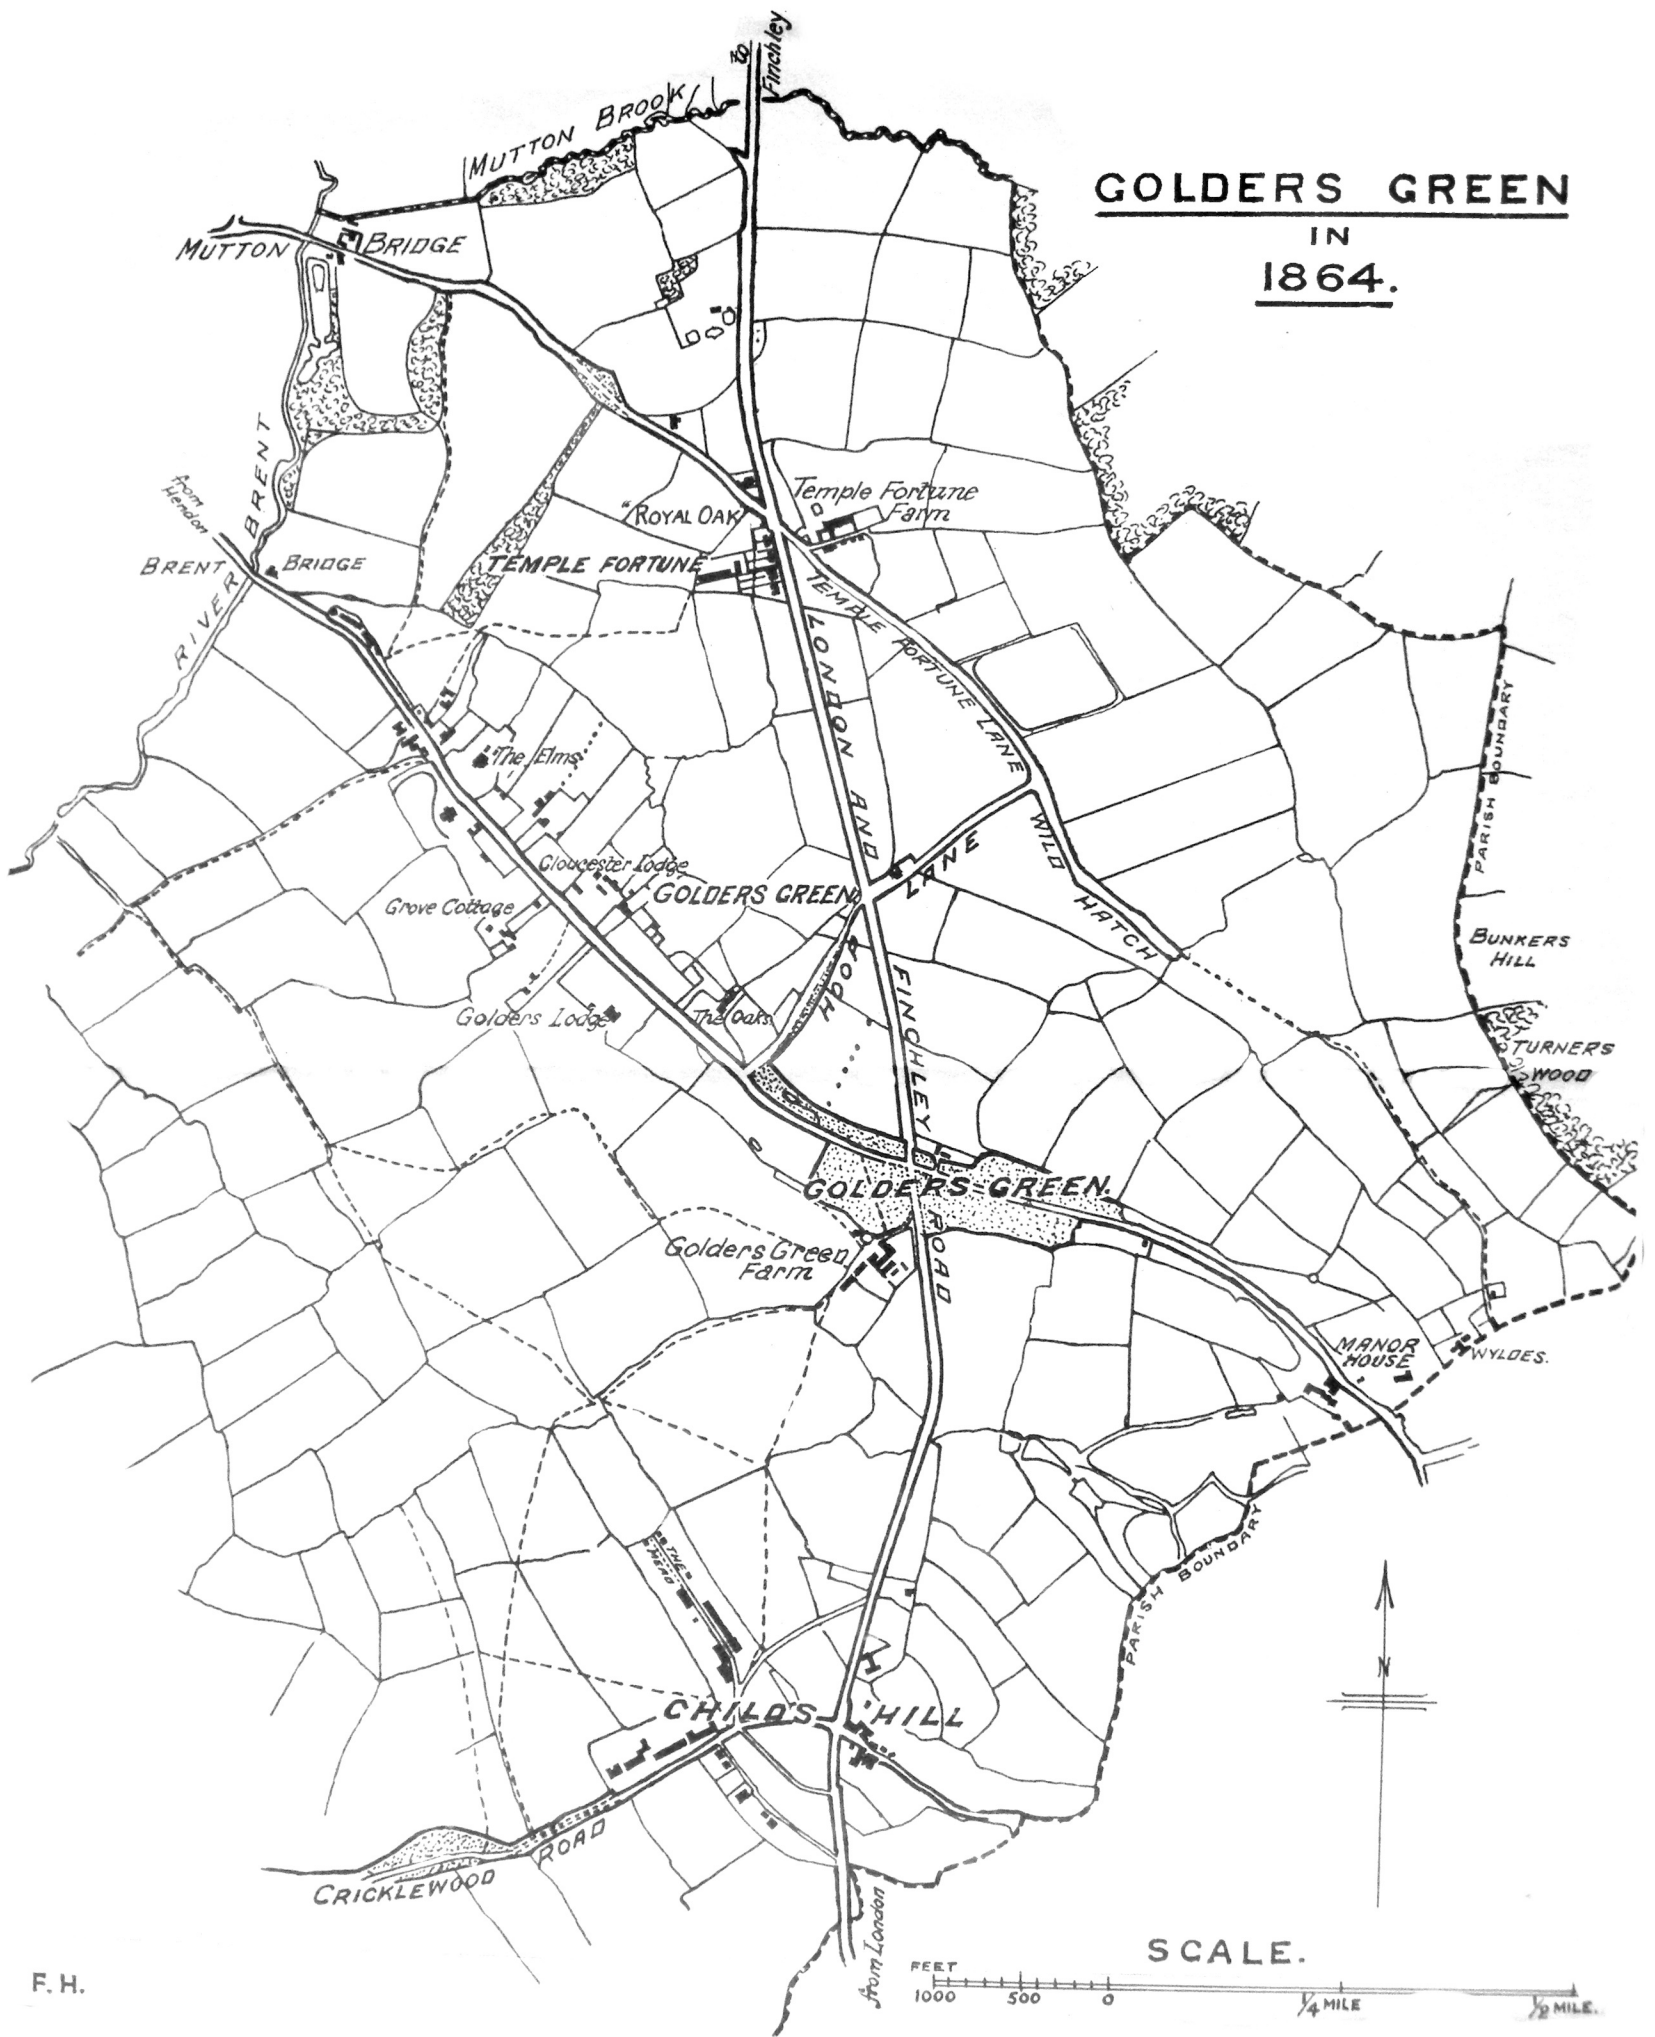 to
Finchley
MUTTON BROOK
GOLDERS GREEN
IN
1864.
MUTTON BRIDGE
RIVER BRENT
from
Hendon
BRENT BRIDGE
"ROYAL OAK"
Temple Fortune
Farm
TEMPLE FORTUNE
TEMPLE FORTUNE LANE
LONDON AND FINCHLEY ROAD
PARISH BOUNDARY
The Elms
Gloucester Lodge
GOLDERS GREEN
HOOP LANE
WILD HATCH
Grove Cottage
BUNKERS
HILL
Golders Lodge
The Oaks
TURNERS
WOOD
GOLDERS=GREEN.
Golders Green
Farm
MANOR
HOUSE
WYLDES.
PARISH BOUNDARY
THE
MEAD
CHILD'S HILL
CRICKLEWOOD ROAD
from London
N
SCALE.
FEET
1000 500 0 1/4 MILE 1/2 MILE.
F.H.